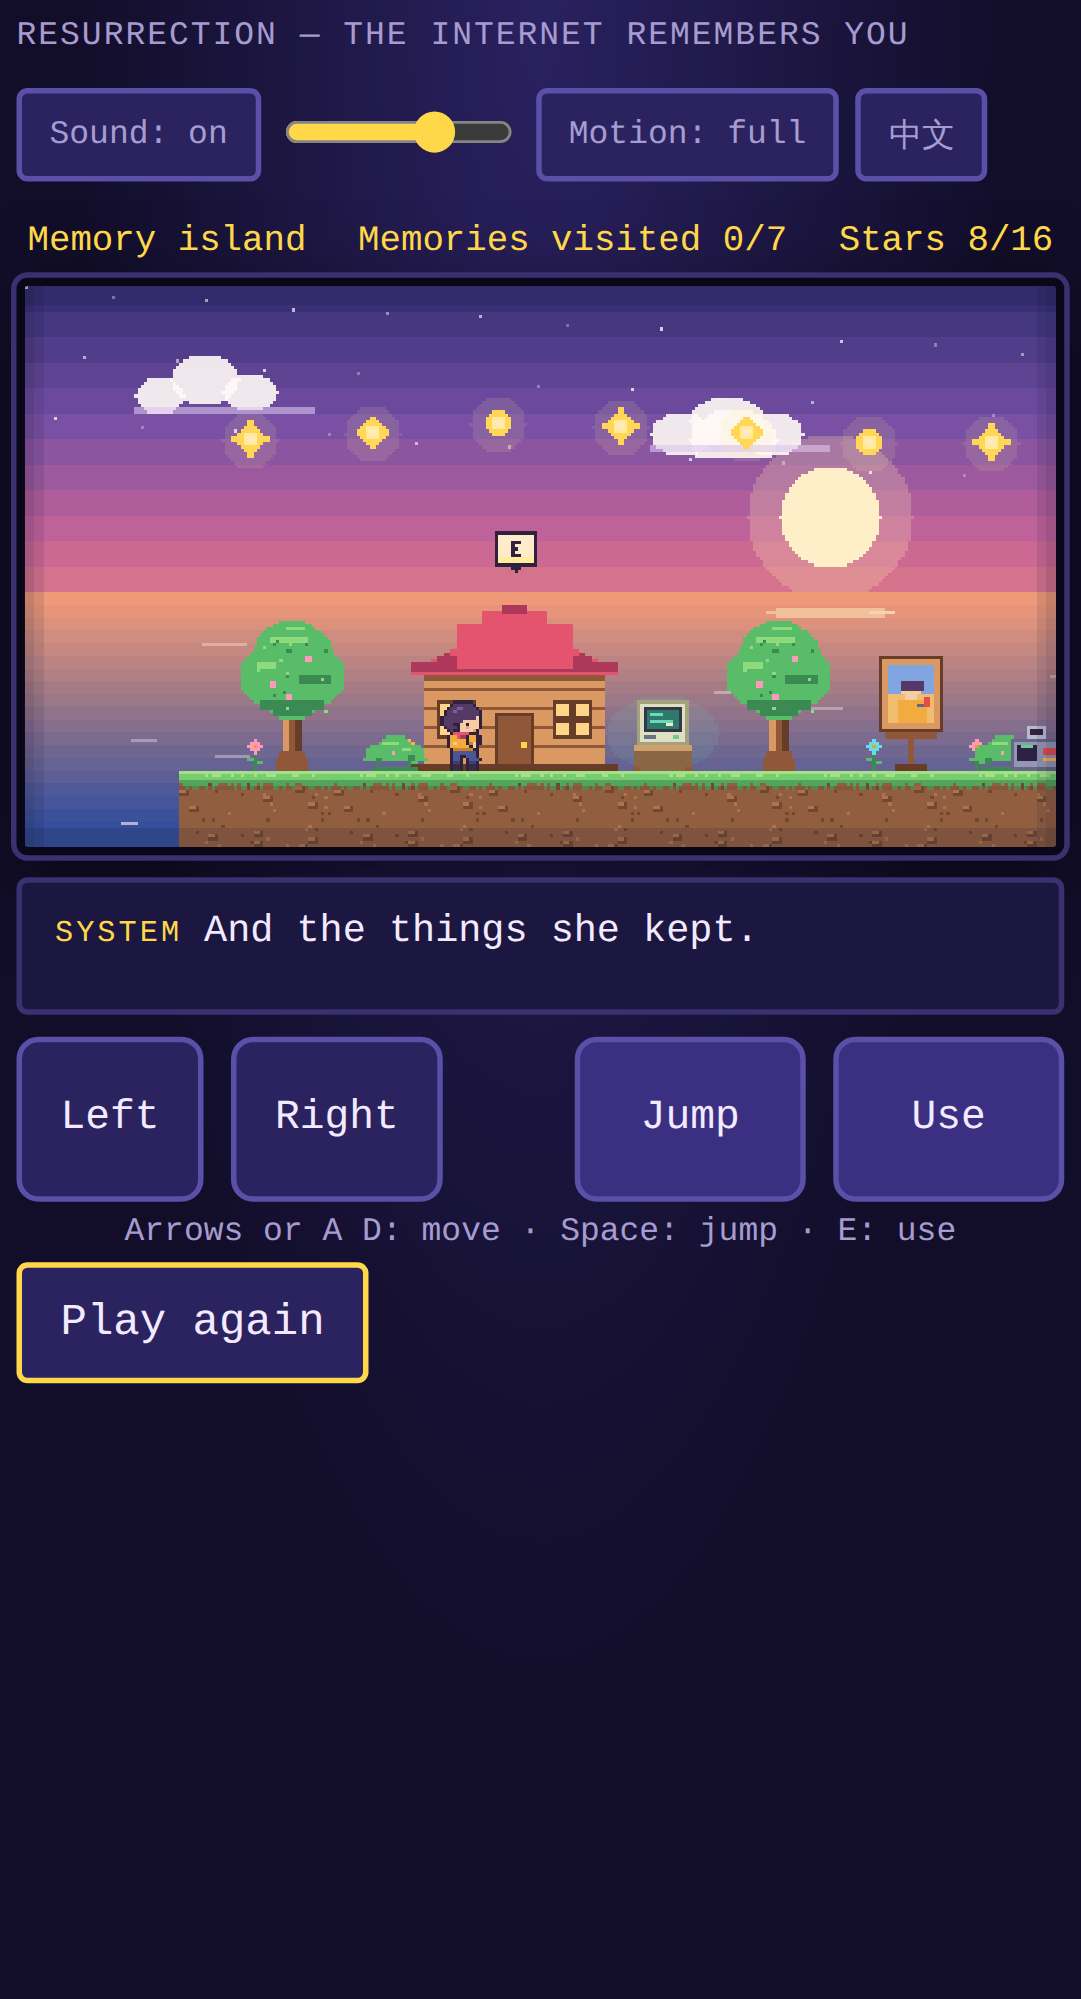 RESURRECTION — THE INTERNET REMEMBERS YOU
Sound: on Motion: full 中文
Memory island Memories visited 0/7 Stars 8/16
E
SYSTEM And the things she kept.
Left Right Jump Use
Arrows or A D: move · Space: jump · E: use
Play again